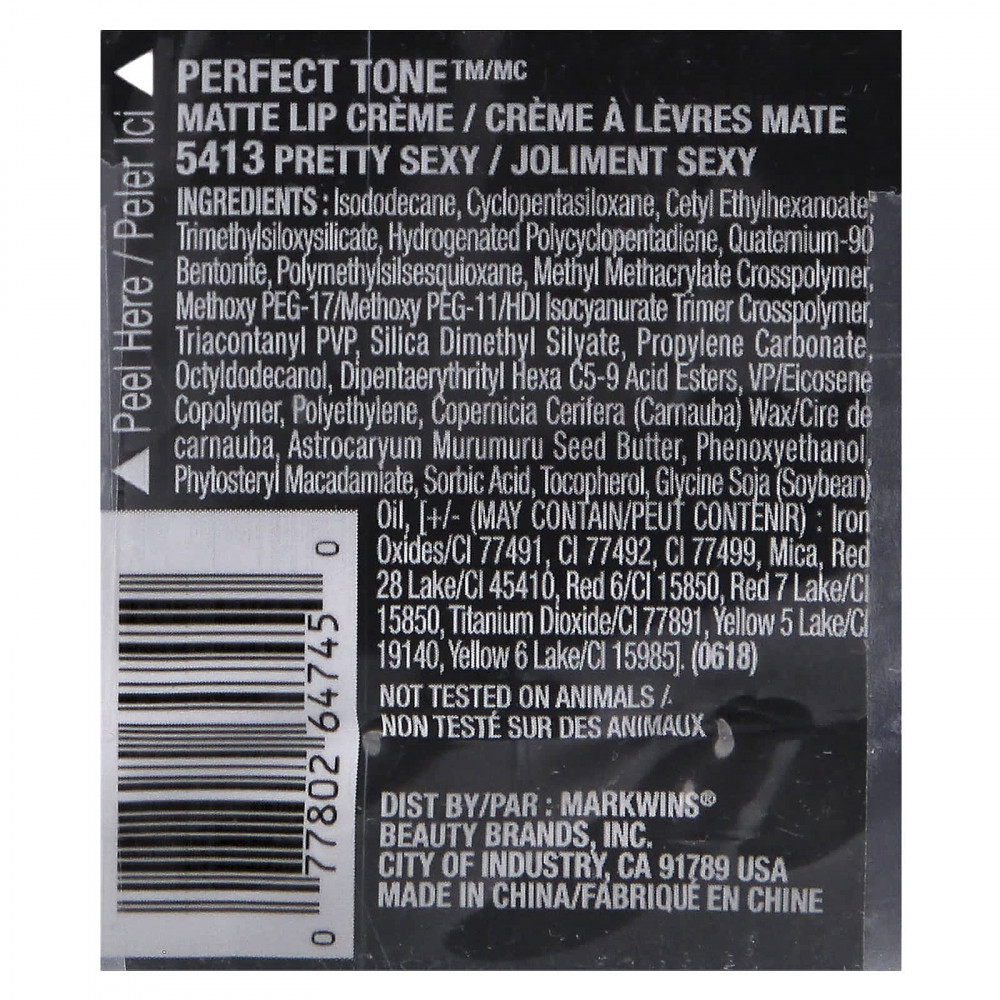 PERFECT TONE™/MC
MATTE LIP CRÈME / CRÈME À LÈVRES MATE
5413 PRETTY SEXY / JOLIMENT SEXY
INGREDIENTS : Isododecane, Cyclopentasiloxane, Cetyl Ethylhexanoate,
Trimethylsiloxysilicate, Hydrogenated Polycyclopentadiene, Quaternium-90
Bentonite, Polymethylsilsesquioxane, Methyl Methacrylate Crosspolymer,
Methoxy PEG-17/Methoxy PEG-11/HDI Isocyanurate Trimer Crosspolymer,
Triacontanyl PVP, Silica Dimethyl Silyate, Propylene Carbonate,
Octyldodecanol, Dipentaerythrityl Hexa C5-9 Acid Esters, VP/Eicosene
Copolymer, Polyethylene, Copernicia Cerifera (Carnauba) Wax/Cire de
carnauba, Astrocaryum Murumuru Seed Butter, Phenoxyethanol,
Phytosteryl Macadamiate, Sorbic Acid, Tocopherol, Glycine Soja (Soybean)
Oil, [+/- (MAY CONTAIN/PEUT CONTENIR) : Iron
Oxides/CI 77491, CI 77492, CI 77499, Mica, Red
28 Lake/CI 45410, Red 6/CI 15850, Red 7 Lake/CI
15850, Titanium Dioxide/CI 77891, Yellow 5 Lake/CI
19140, Yellow 6 Lake/CI 15985]. (0618)
NOT TESTED ON ANIMALS /
NON TESTÉ SUR DES ANIMAUX
DIST BY/PAR : MARKWINS®
BEAUTY BRANDS, INC.
CITY OF INDUSTRY, CA 91789 USA
MADE IN CHINA/FABRIQUÉ EN CHINE
Peel Here / Peler Ici
0 77802 64745 0